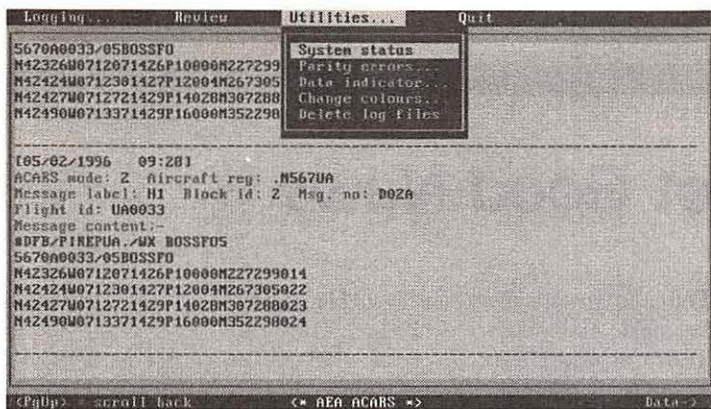 Logging... Review Utilities... Quit
5670A0033/05BOSSFO
N42326W0712071426P10000M227299
N42424W0712301427P12004M267305
N42427W0712721429P14028M307288
N42490W0713371429P16000M352298
System status
Parity errors...
Data indicator...
Change colours...
Delete log files
[05/02/1996 09:28]
ACARS mode: Z Aircraft reg: .N567UA
Message label: H1 Block id: 2 Msg. no: D02A
Flight id: UA0033
Message content:-
#DFB/PIREPUA./WX BOSSFO5
5670A0033/05BOSSFO
N42326W0712071426P10000M227299014
N42424W0712301427P12004M267305022
N42427W0712721429P14028M307288023
N42490W0713371429P16000M352298024
<PgUp> - scroll back <* AEA ACARS *> Data->